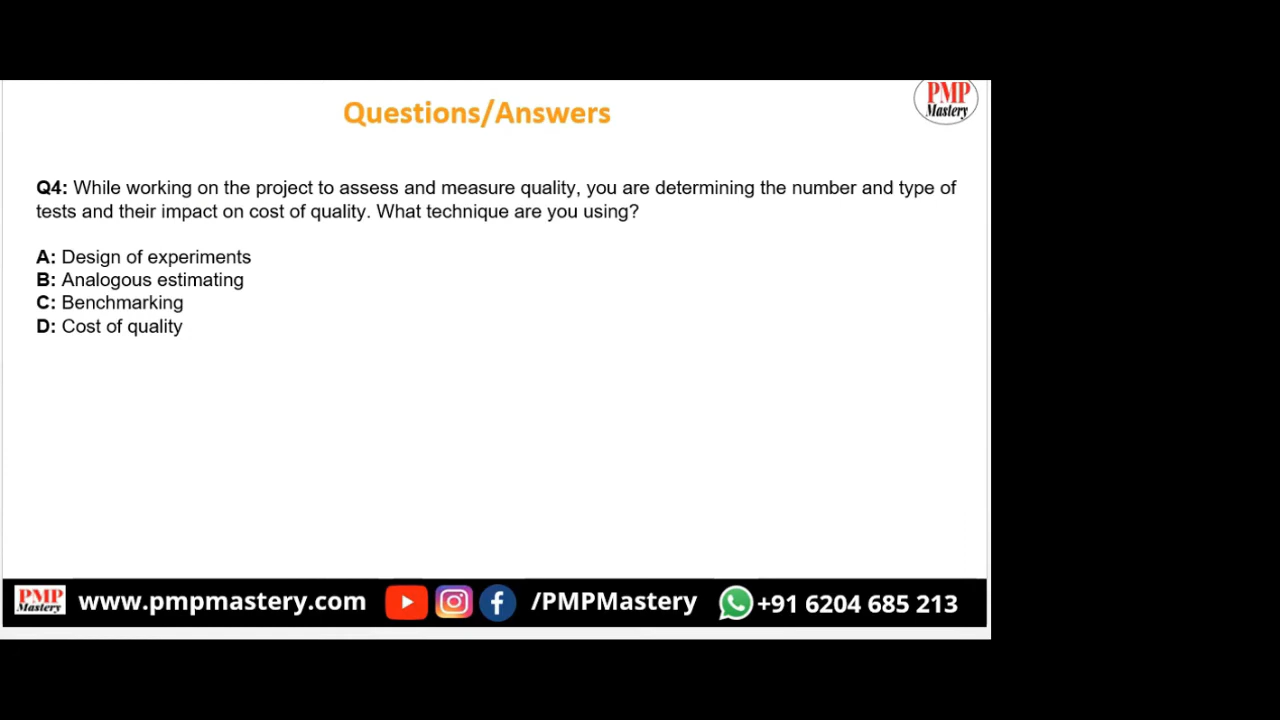 Questions/Answers
PMP
Mastery
Q4: While working on the project to assess and measure quality, you are determining the number and type of
tests and their impact on cost of quality. What technique are you using?
A: Design of experiments
B: Analogous estimating
C: Benchmarking
D: Cost of quality
PMP
Mastery
www.pmpmastery.com
/PMPMastery
+91 6204 685 213